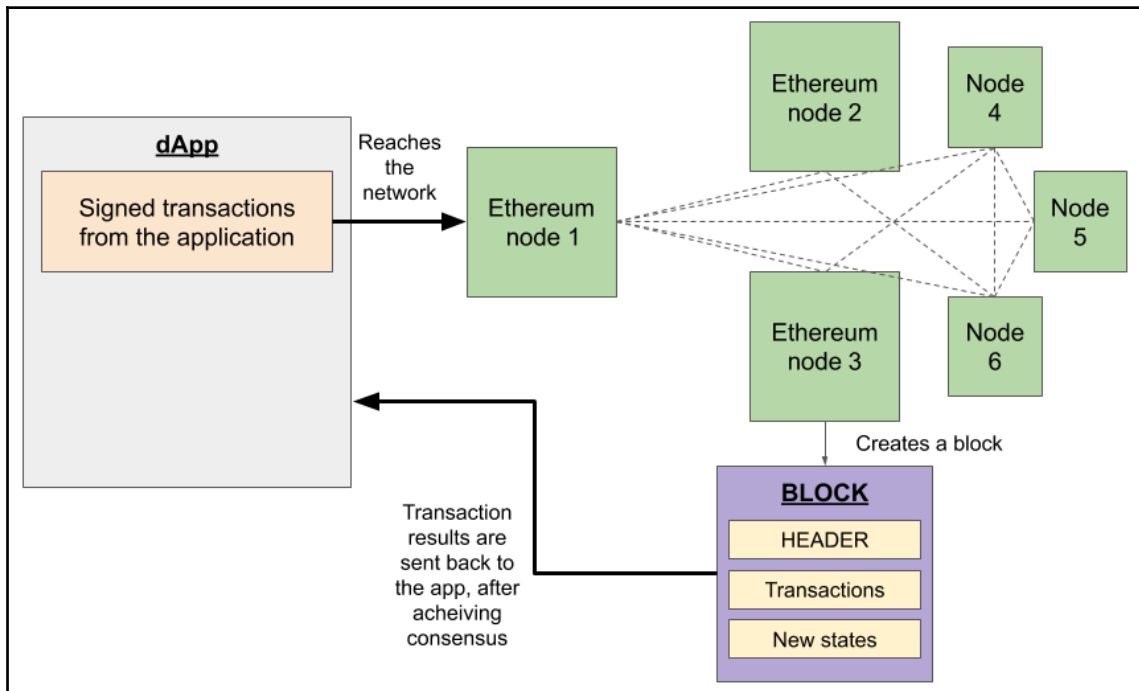 dApp
Signed transactions
from the application
Reaches
the
network
Ethereum
node 1
Ethereum
node 2
Node
4
Node
5
Ethereum
node 3
Node
6
Creates a block
BLOCK
HEADER
Transactions
New states
Transaction
results are
sent back to
the app, after
acheiving
consensus